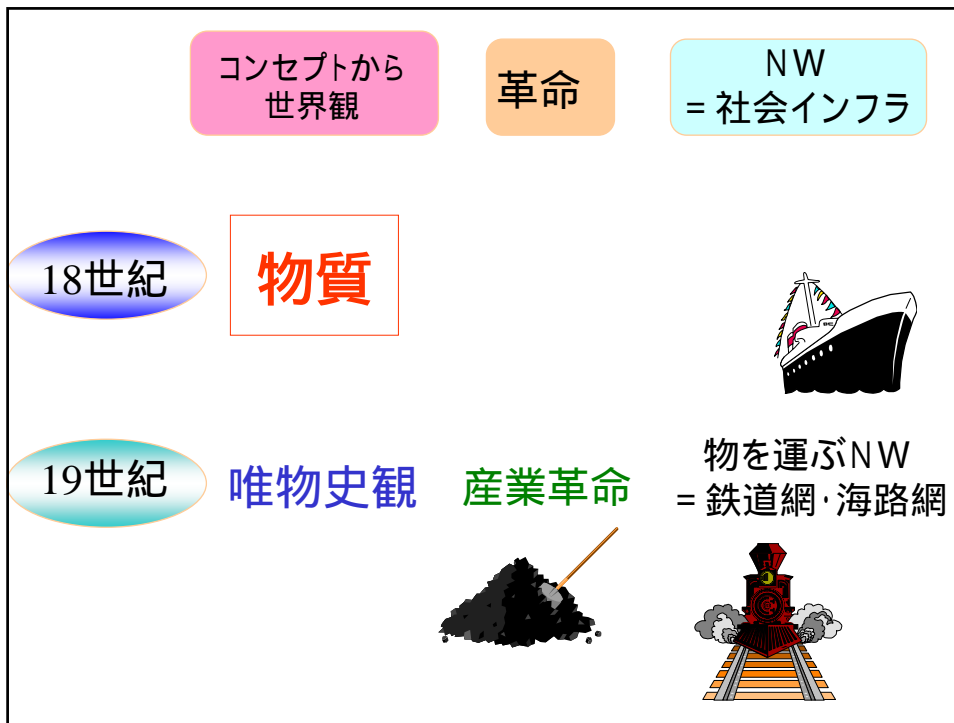 コンセプトから
世界観
革命
NW
=社会インフラ
18世紀
物質
19世紀
唯物史観
産業革命
物を運ぶNW
=鉄道網・海路網